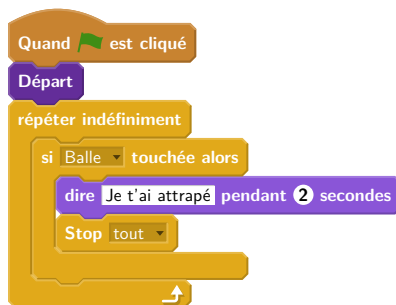 Quand est cliqué
Départ
répéter indéfiniment
si Balle touchée alors
dire Je t'ai attrapé pendant 2 secondes
Stop tout